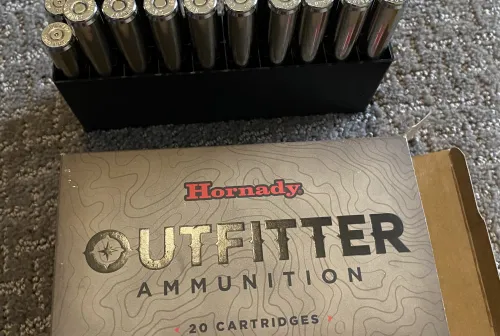 Hornady
OUTFITTER
AMMUNITION
20 CARTRIDGES